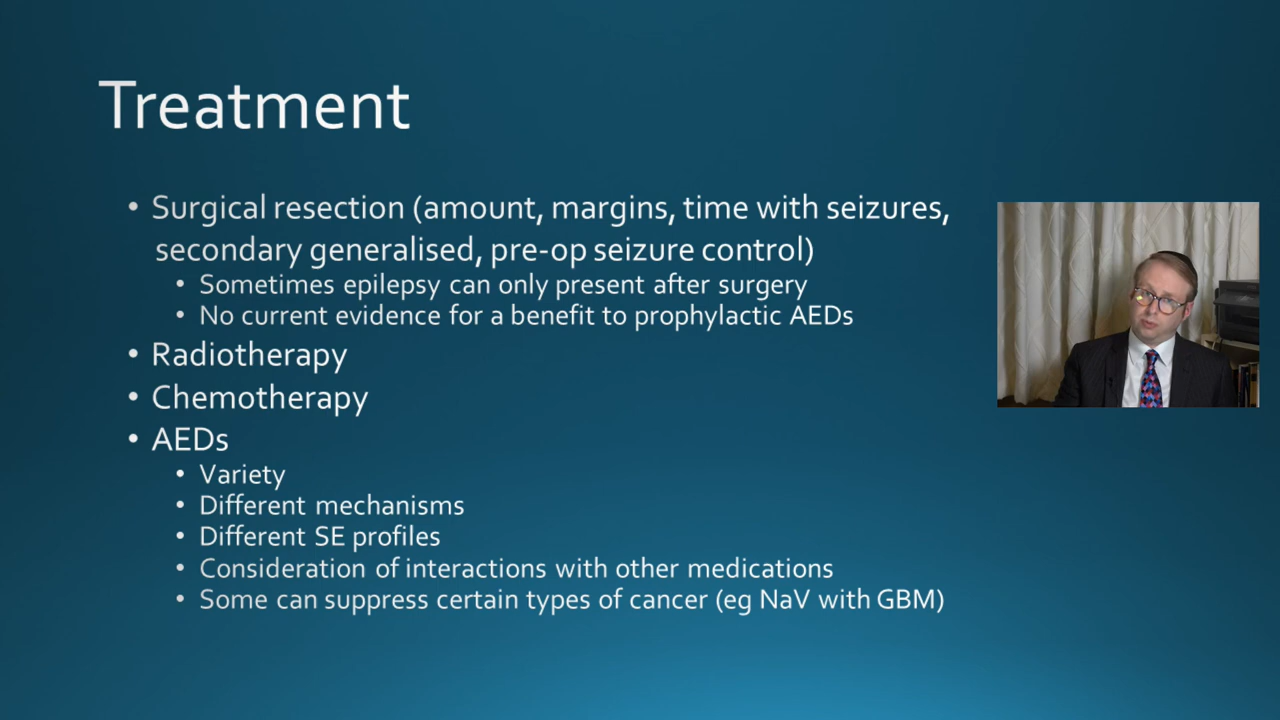 Treatment
• Surgical resection (amount, margins, time with seizures,
secondary generalised, pre-op seizure control)
• Sometimes epilepsy can only present after surgery
• No current evidence for a benefit to prophylactic AEDs
• Radiotherapy
• Chemotherapy
• AEDs
• Variety
• Different mechanisms
• Different SE profiles
• Consideration of interactions with other medications
• Some can suppress certain types of cancer (eg NaV with GBM)